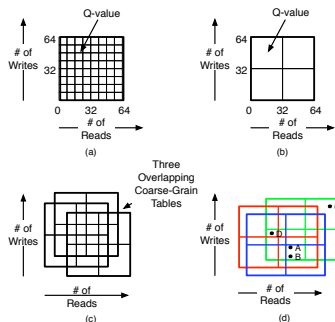 Q-value
64
# of
Writes
32
0
32
64
# of
Reads
(a)
Q-value
64
# of
Writes
32
0
32
64
# of
Reads
(b)
Three
Overlapping
Coarse-Grain
Tables
# of
Writes
# of
Reads
(c)
# of
Writes
D
A
B
# of
Reads
(d)